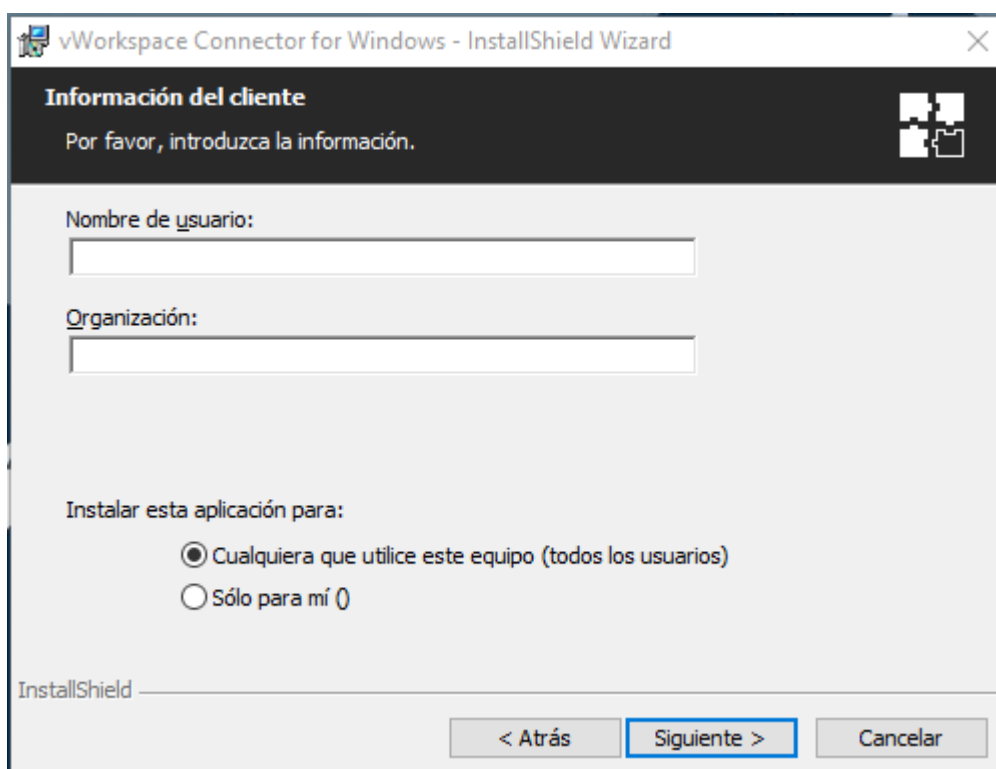 vWorkspace Connector for Windows - InstallShield Wizard
Información del cliente
Por favor, introduzca la información.
Nombre de usuario:
Organización:
Instalar esta aplicación para:
Cualquiera que utilice este equipo (todos los usuarios)
Sólo para mí ()
InstallShield
< Atrás
Siguiente >
Cancelar